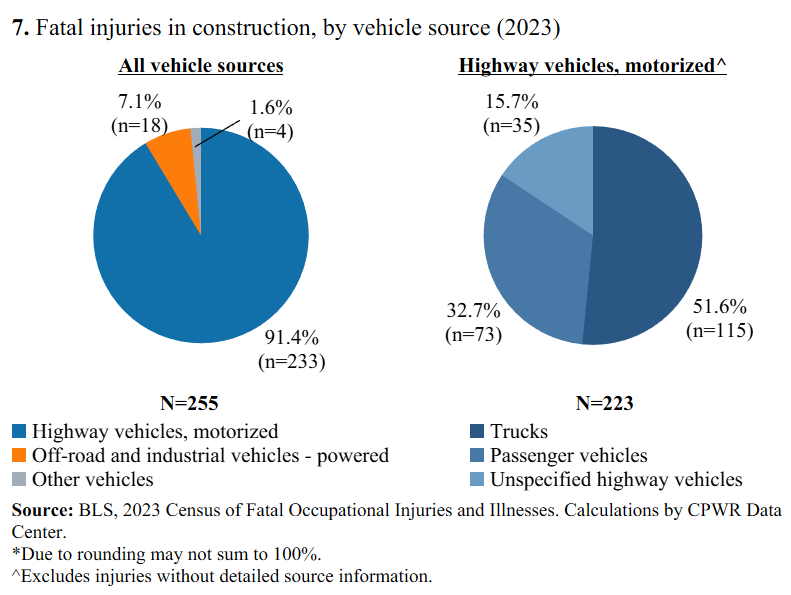 7. Fatal injuries in construction, by vehicle source (2023)
All vehicle sources
Highway vehicles, motorized^
7.1%
(n=18)
1.6%
(n=4)
15.7%
(n=35)
91.4%
(n=233)
32.7%
(n=73)
51.6%
(n=115)
N=255
N=223
Highway vehicles, motorized
Off-road and industrial vehicles - powered
Other vehicles
Trucks
Passenger vehicles
Unspecified highway vehicles
Source: BLS, 2023 Census of Fatal Occupational Injuries and Illnesses. Calculations by CPWR Data
Center.
*Due to rounding may not sum to 100%.
^Excludes injuries without detailed source information.